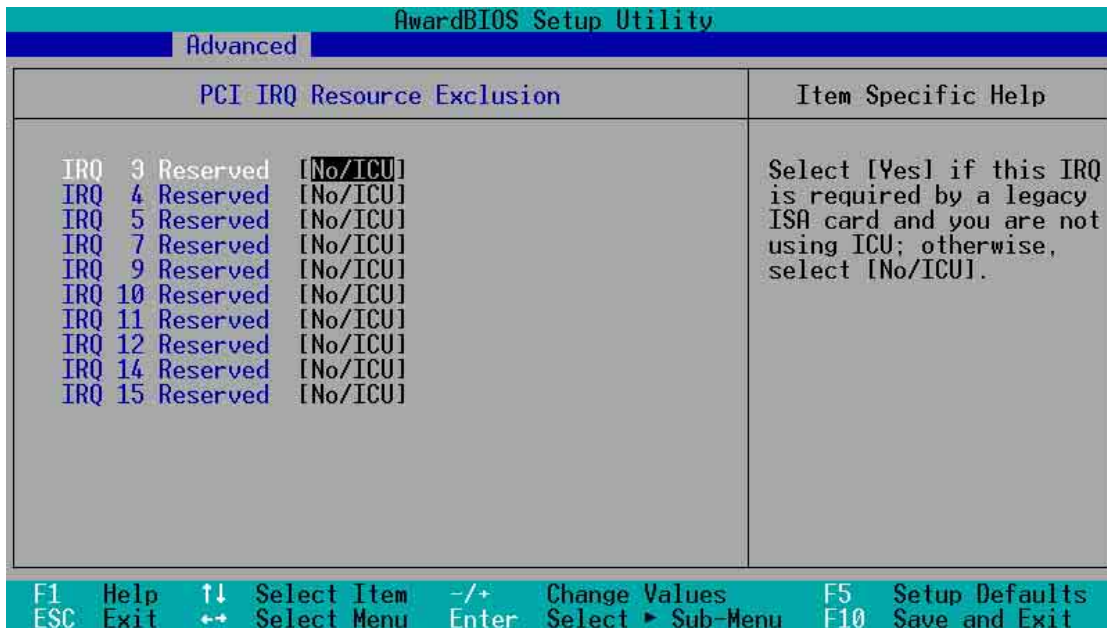 AwardBIOS Setup Utility
Advanced
PCI IRQ Resource Exclusion
Item Specific Help
IRQ 3 Reserved [No/ICU]
IRQ 4 Reserved [No/ICU]
IRQ 5 Reserved [No/ICU]
IRQ 7 Reserved [No/ICU]
IRQ 9 Reserved [No/ICU]
IRQ 10 Reserved [No/ICU]
IRQ 11 Reserved [No/ICU]
IRQ 12 Reserved [No/ICU]
IRQ 14 Reserved [No/ICU]
IRQ 15 Reserved [No/ICU]
Select [Yes] if this IRQ
is required by a legacy
ISA card and you are not
using ICU; otherwise,
select [No/ICU].
F1 Help ↑↓ Select Item -/+ Change Values F5 Setup Defaults
ESC Exit ←→ Select Menu Enter Select ► Sub-Menu F10 Save and Exit